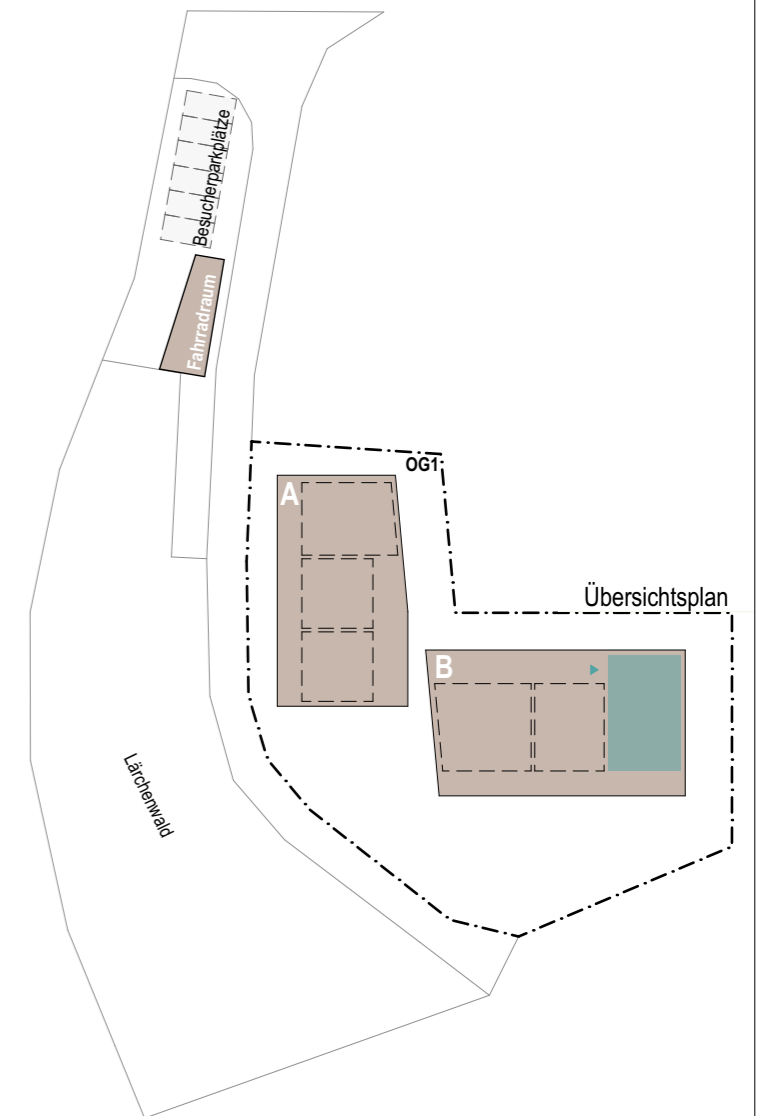 Besucherparkplätze
Fahrradraum
OG1
A
Übersichtsplan
B
Lärchenwald